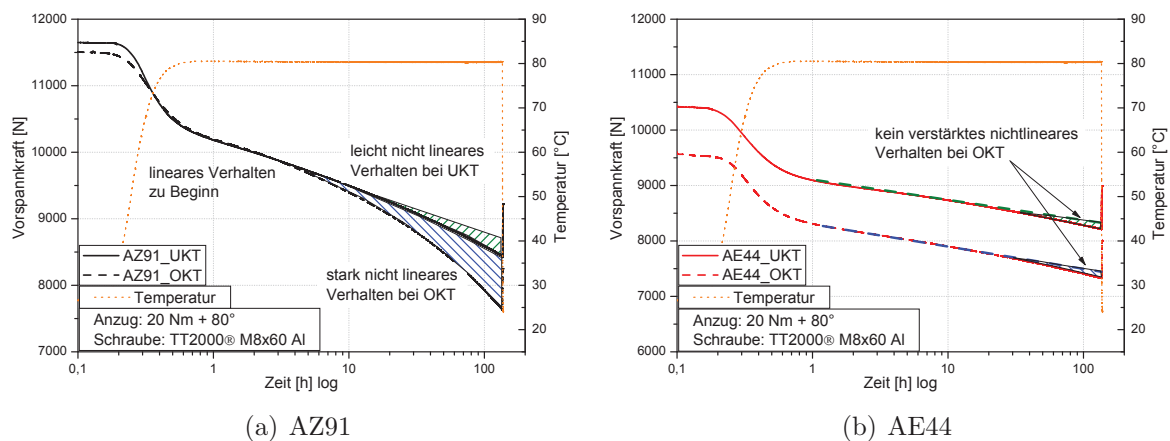 12000
11000
10000
9000
8000
7000
Vorspannkraft [N]
90
80
70
60
50
40
30
20
Temperatur [°C]
lineares Verhalten
zu Beginn
leicht nicht lineares
Verhalten bei UKT
stark nicht lineares
Verhalten bei OKT
AZ91_UKT
AZ91_OKT
Temperatur
Anzug: 20 Nm + 80°
Schraube: TT2000® M8x60 Al
0,1 1 10 100
Zeit [h] log
(a) AZ91
12000
11000
10000
9000
8000
7000
6000
Vorspannkraft [N]
90
80
70
60
50
40
30
20
Temperatur [°C]
kein verstärktes nichtlineares
Verhalten bei OKT
AE44_UKT
AE44_OKT
Temperatur
Anzug: 20 Nm + 80°
Schraube: TT2000® M8x60 Al
0,1 1 10 100
Zeit [h] log
(b) AE44